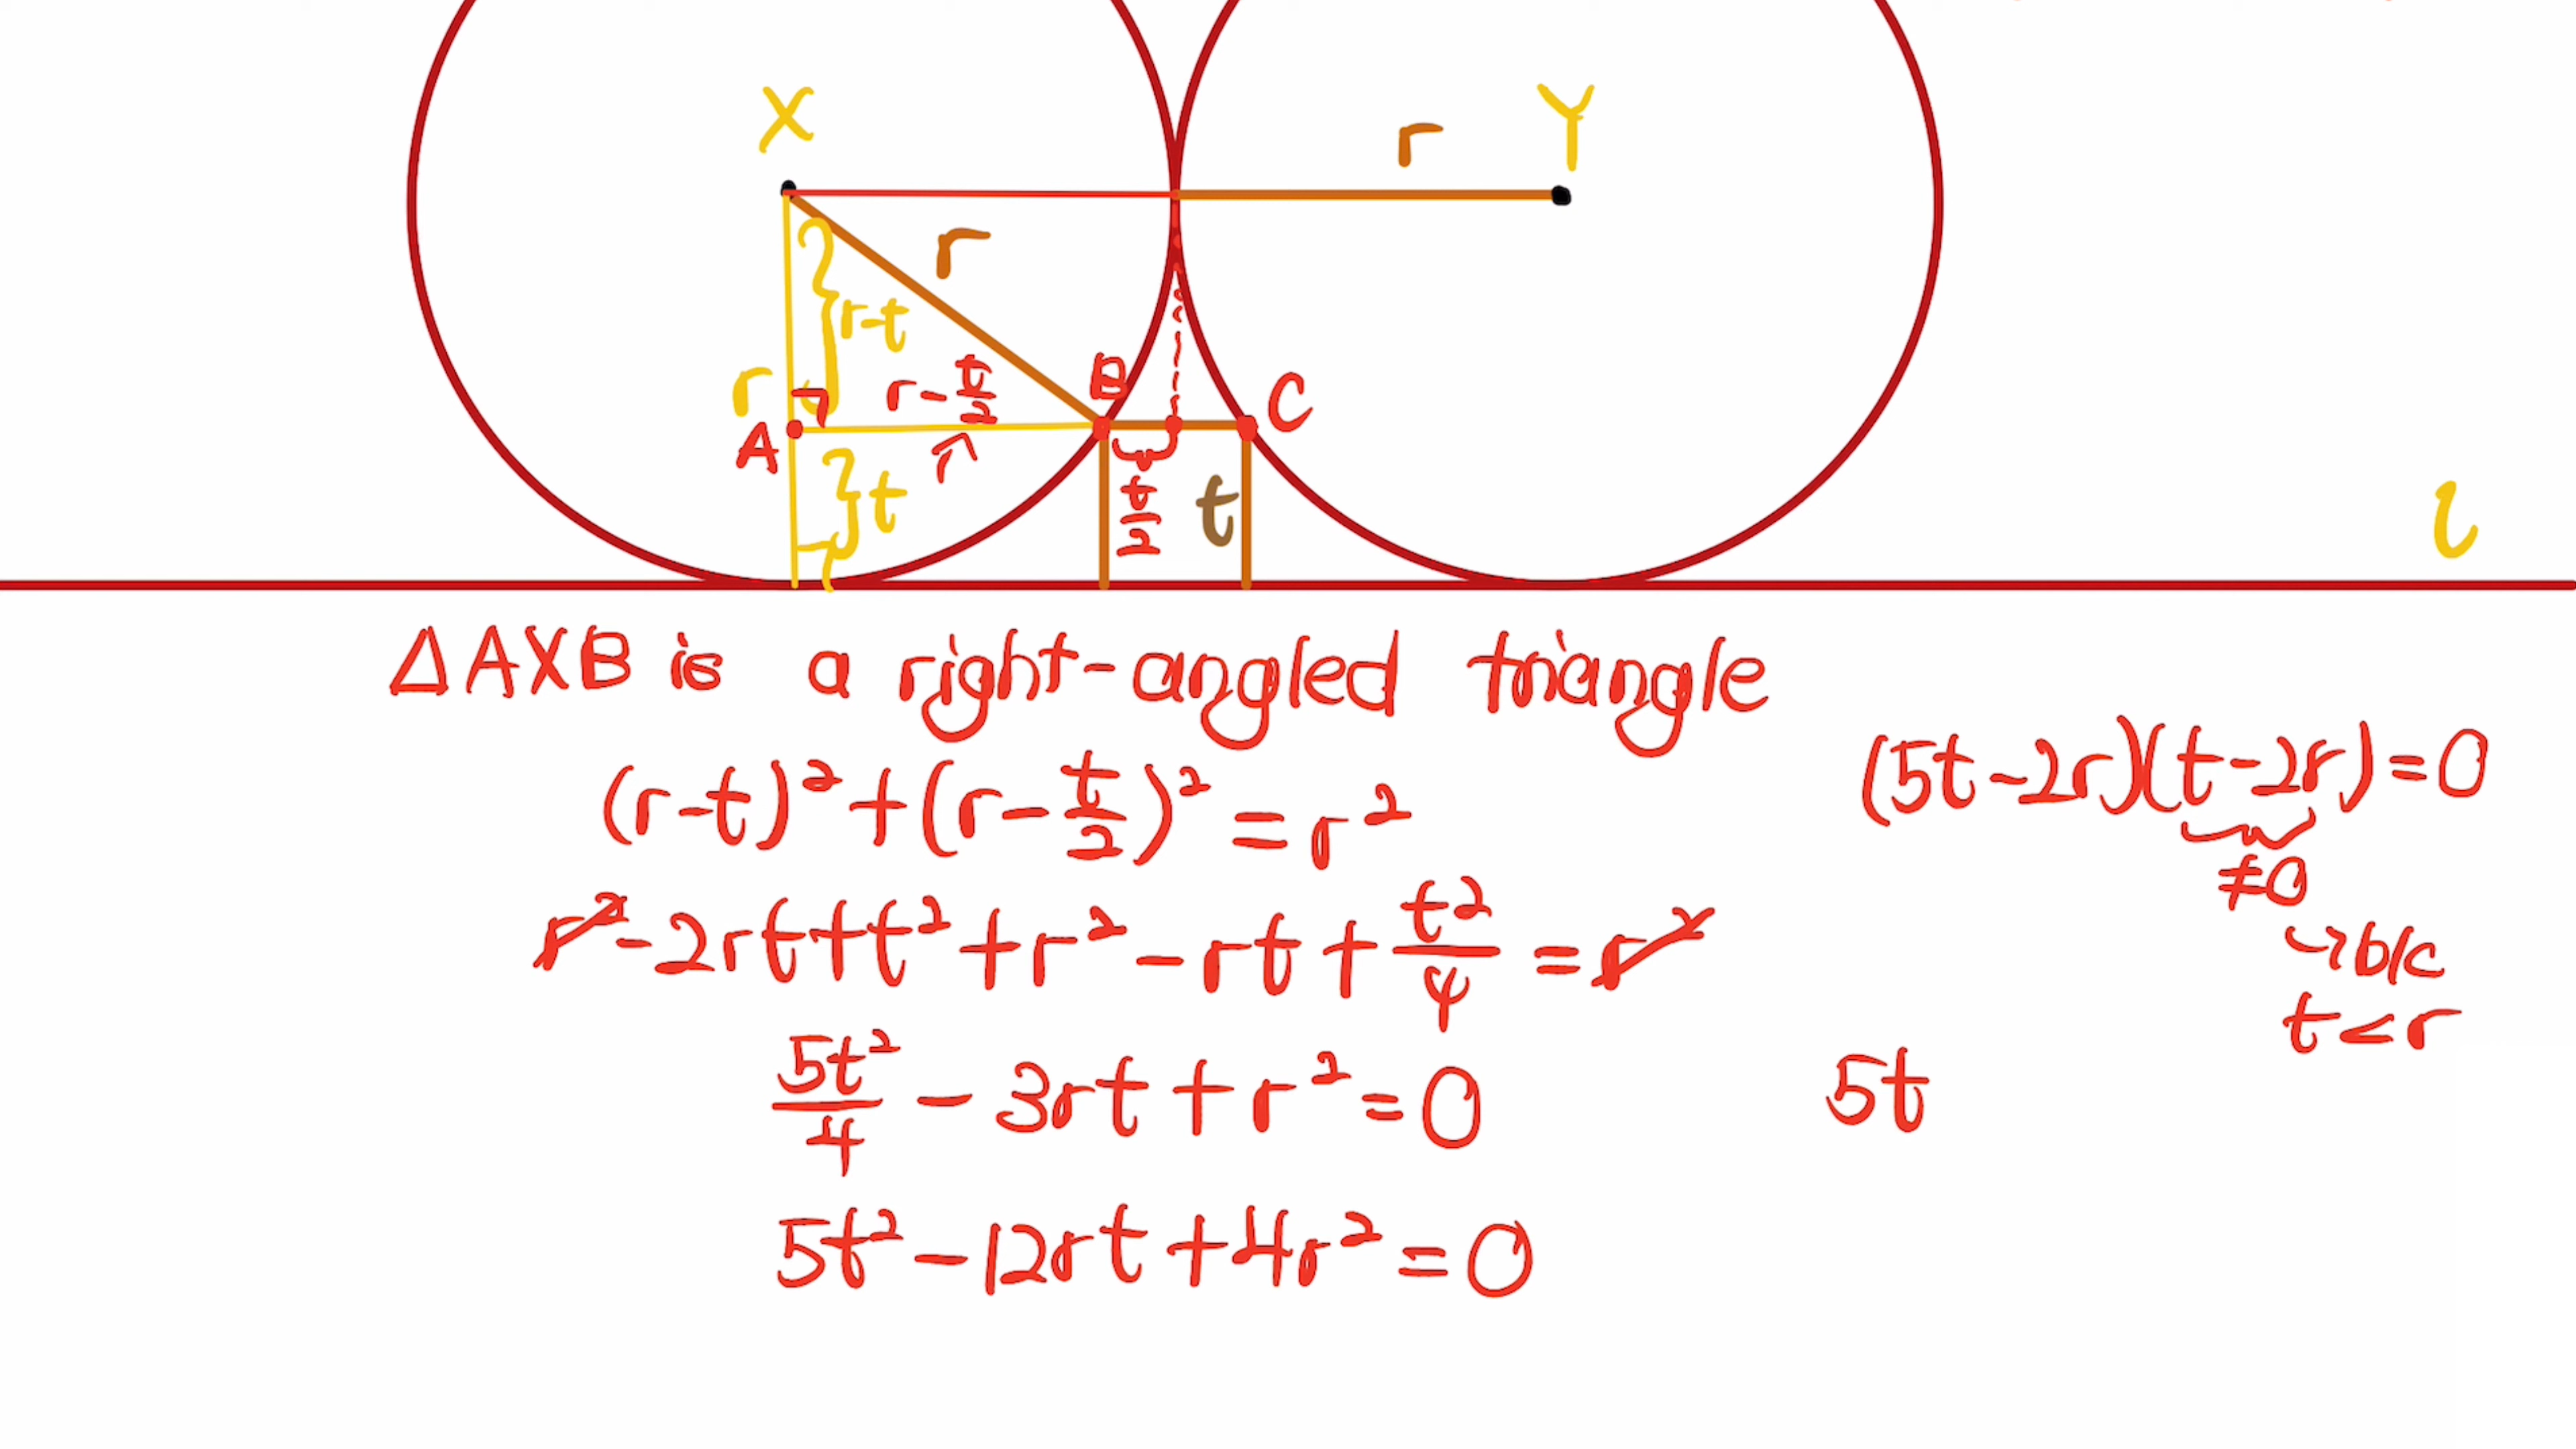 X
Y
r
r
r-t
r
r-t/2
B
C
A
r
t
t/2
t
l
△AXB is a right-angled triangle
(r-t)²+(r-t/2)²=r²
r²-2rt+t²+r²-rt+t²/4=r²
5t²/4-3rt+r²=0
5t²-12rt+4r²=0
(5t-2r)(t-2r)=0
≠0
↪b/c
t<r
5t